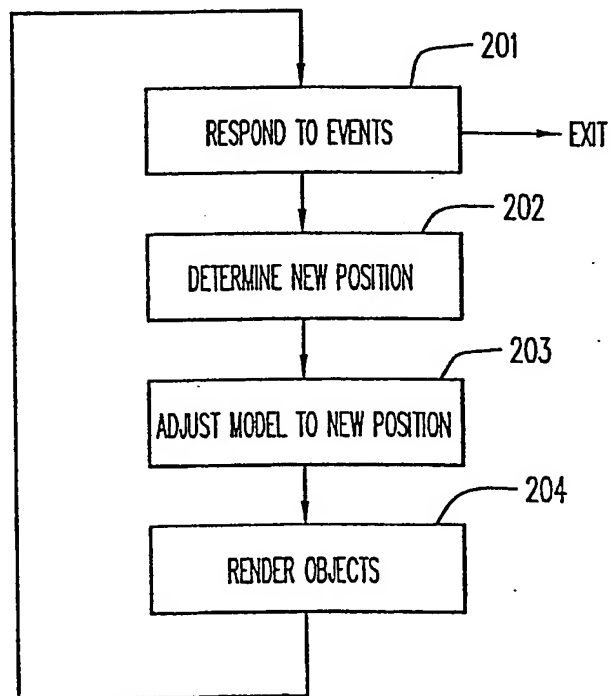 201
RESPOND TO EVENTS
EXIT
202
DETERMINE NEW POSITION
203
ADJUST MODEL TO NEW POSITION
204
RENDER OBJECTS